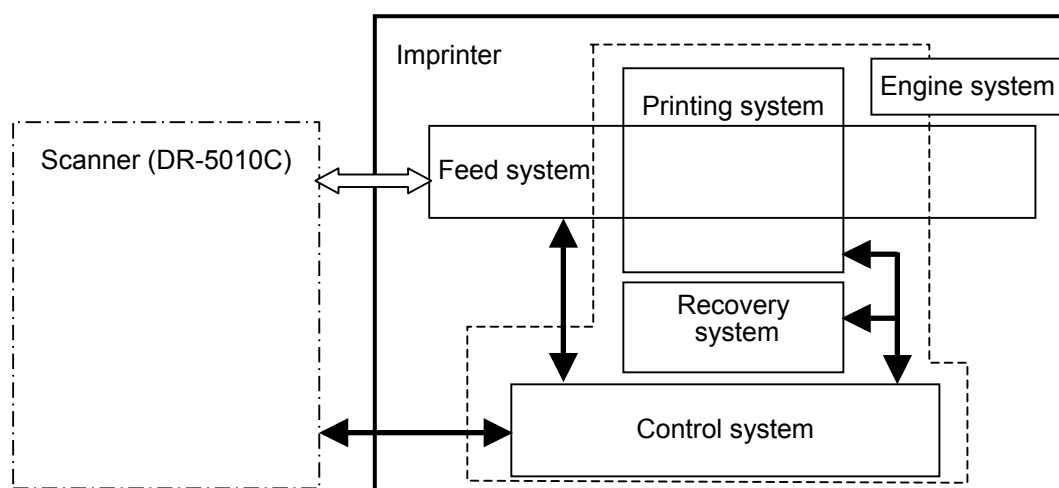 Imprinter
Engine system
Printing system
Scanner (DR-5010C)
Feed system
Recovery
system
Control system